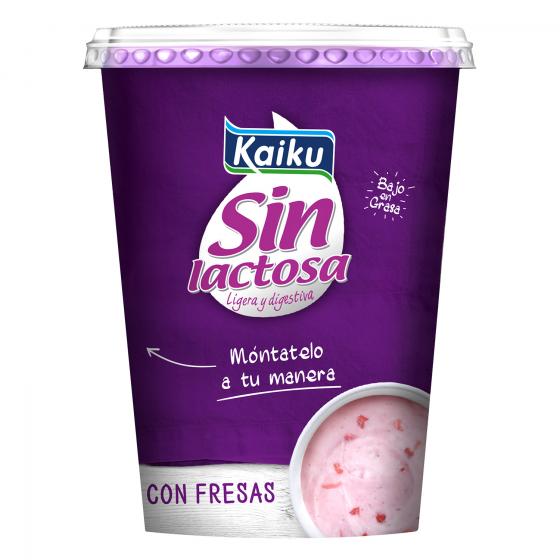 Kaiku
Sin
lactosa
Ligera y digestiva
Bajo
en
Grasa
Móntatelo
a tu manera
CON FRESAS